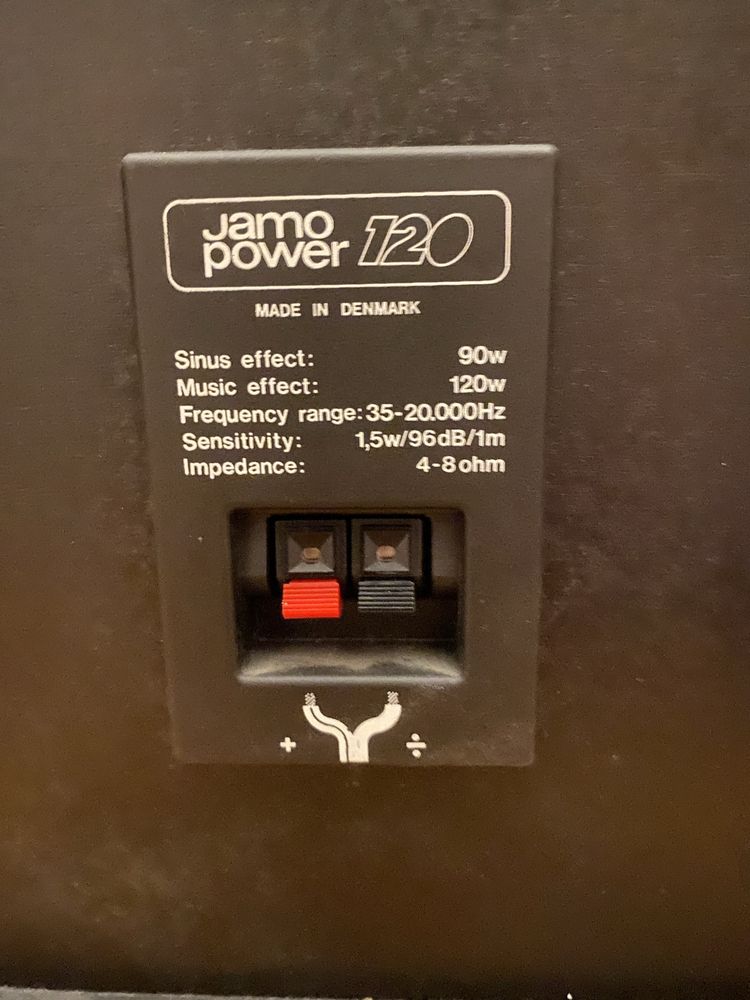 Jamo
power 120
MADE IN DENMARK
Sinus effect: 90w
Music effect: 120w
Frequency range: 35-20.000Hz
Sensitivity: 1,5w/96dB/1m
Impedance: 4-8ohm
+ ÷